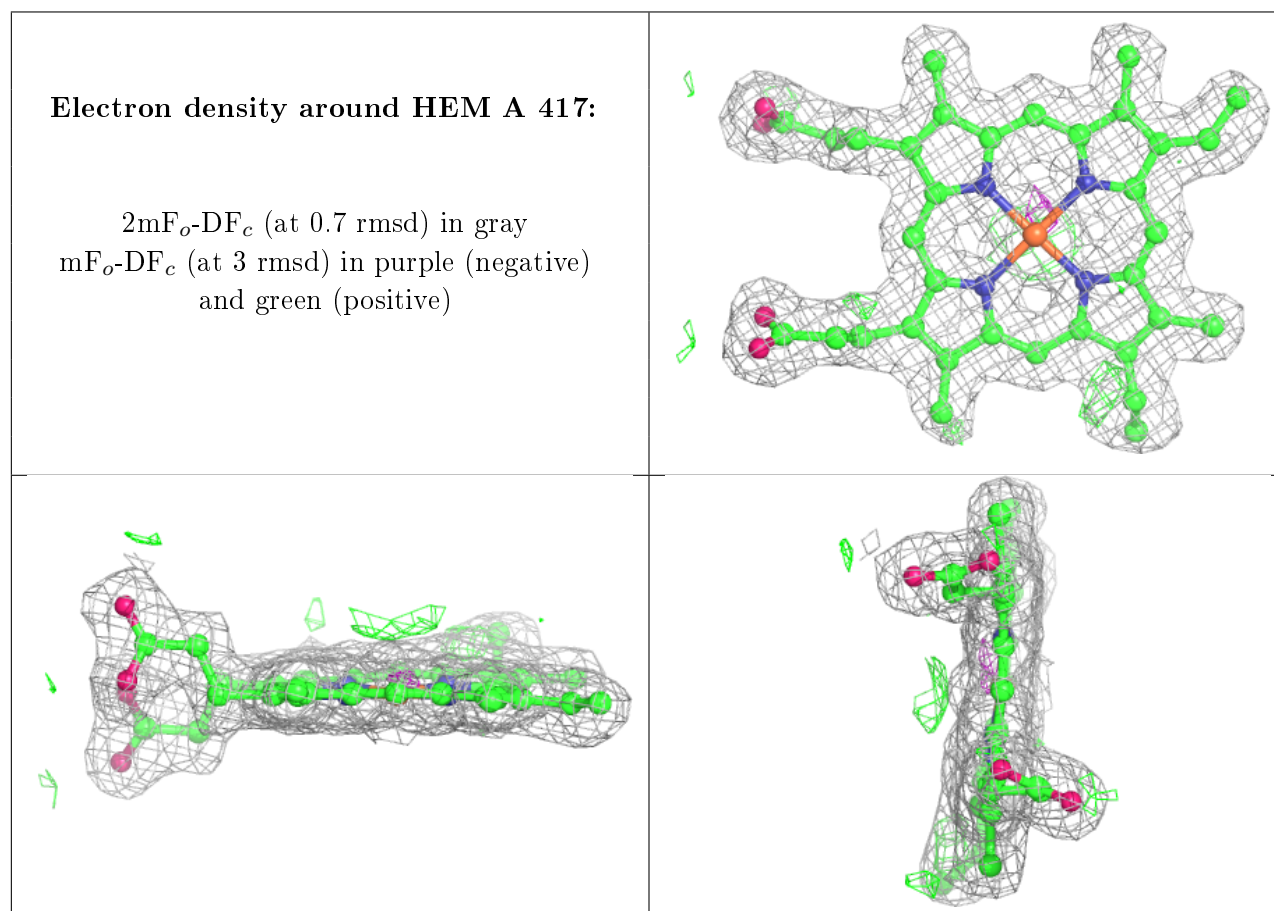 Electron density around HEM A 417:
2mFo-DFc (at 0.7 rmsd) in gray
mFo-DFc (at 3 rmsd) in purple (negative)
and green (positive)